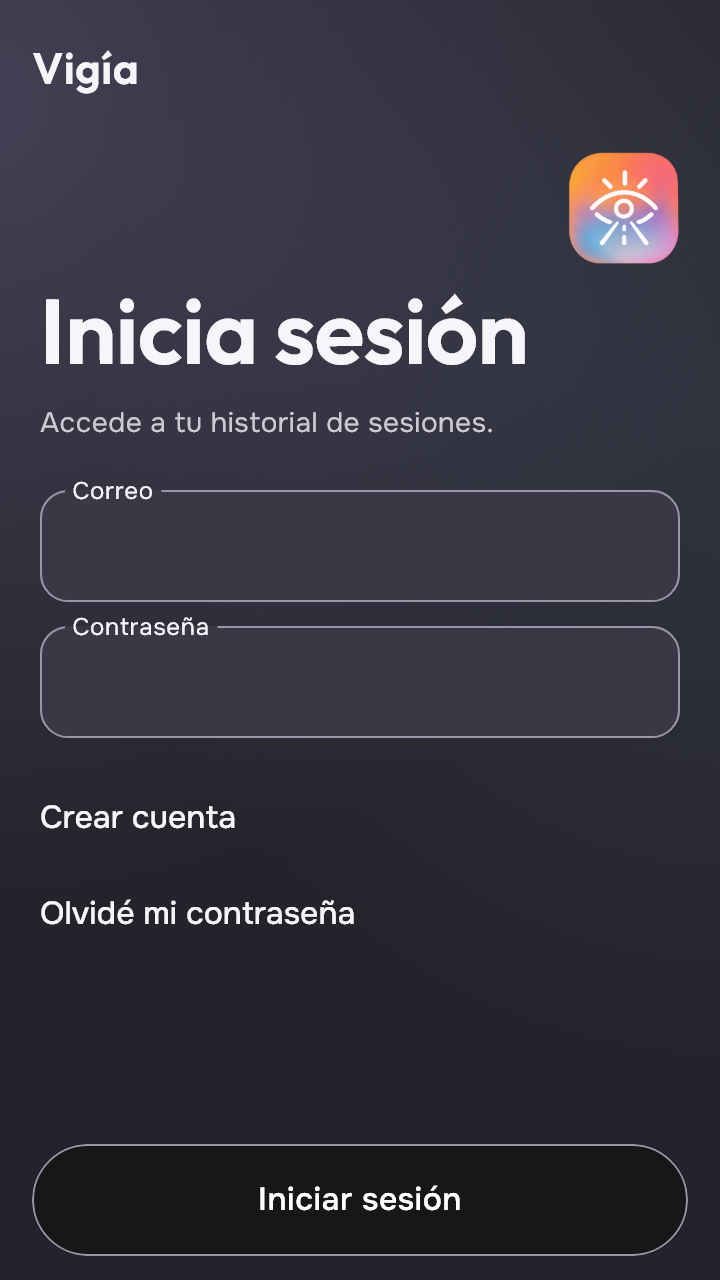 Vigía
Inicia sesión
Accede a tu historial de sesiones.
Correo
Contraseña
Crear cuenta
Olvidé mi contraseña
Iniciar sesión